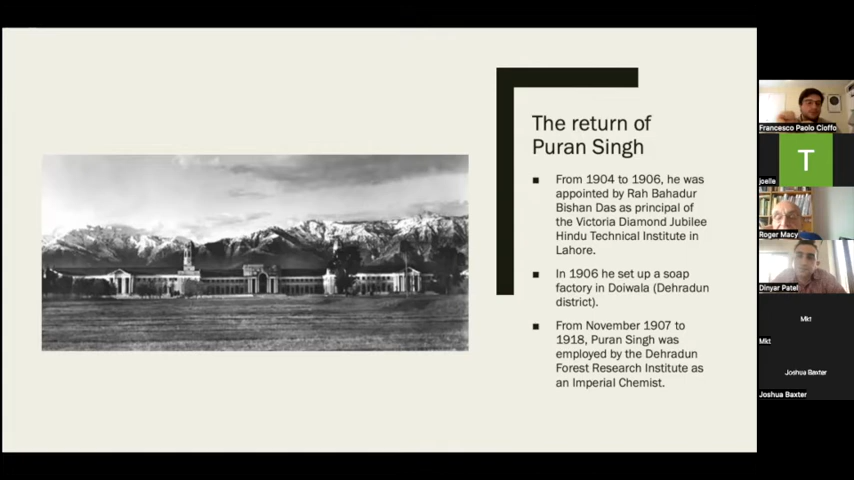 The return of
Puran Singh
■ From 1904 to 1906, he was
appointed by Rah Bahadur
Bishan Das as principal of
the Victoria Diamond Jubilee
Hindu Technical Institute in
Lahore.
■ In 1906 he set up a soap
factory in Doiwala (Dehradun
district).
■ From November 1907 to
1918, Puran Singh was
employed by the Dehradun
Forest Research Institute as
an Imperial Chemist.
Francesco Paolo Cioffo
T
joelle
Roger Macy
Dinyar Patel
Mkt
Mkt
Joshua Baxter
Joshua Baxter